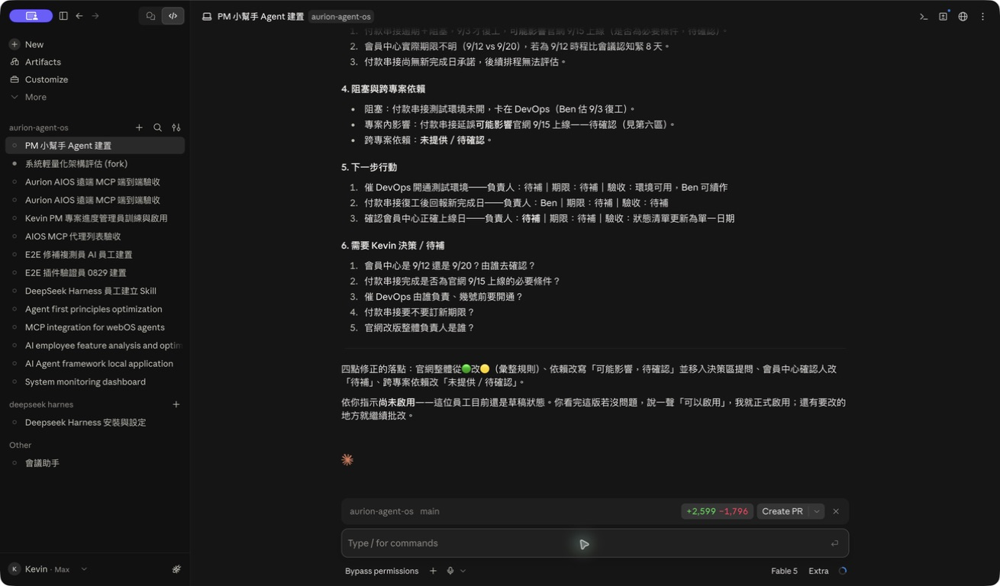 PM 小幫手 Agent 建置 aurion-agent-os
New
Artifacts
Customize
More
aurion-agent-os
PM 小幫手 Agent 建置
系統輕量化架構評估 (fork)
Aurion AIOS 遠端 MCP 端到端驗收
Aurion AIOS 遠端 MCP 端到端驗收
Kevin PM 專案進度管理員訓練與啟用
AIOS MCP 代理列表驗收
E2E 修補複測員 AI 員工建置
E2E 插件驗證員 0829 建置
DeepSeek Harness 員工建立 Skill
Agent first principles optimization
MCP integration for webOS agents
AI employee feature analysis and optim
AI Agent framework local application
System monitoring dashboard
deepseek harnes
Deepseek Harness 安裝與設定
Other
會議助手
K Kevin · Max
1. 付款串接逾期＋阻塞，9/3 才復工，可能影響官網 9/15 上線（是否為必要條件，待確認）。
2. 會員中心實際期限不明（9/12 vs 9/20），若為 9/12 時程比會議認知緊 8 天。
3. 付款串接尚無新完成日承諾，後續排程無法評估。
4. 阻塞與跨專案依賴
• 阻塞：付款串接測試環境未開，卡在 DevOps（Ben 估 9/3 復工）。
• 專案內影響：付款串接延誤可能影響官網 9/15 上線——待確認（見第六區）。
• 跨專案依賴：未提供 / 待確認。
5. 下一步行動
1. 催 DevOps 開通測試環境——負責人：待補｜期限：待補｜驗收：環境可用，Ben 可續作
2. 付款串接復工後回報新完成日——負責人：Ben｜期限：待補｜驗收：待補
3. 確認會員中心正確上線日——負責人：待補｜期限：待補｜驗收：狀態清單更新為單一日期
6. 需要 Kevin 決策 / 待補
1. 會員中心是 9/12 還是 9/20？由誰去確認？
2. 付款串接完成是否為官網 9/15 上線的必要條件？
3. 催 DevOps 由誰負責、幾號前要開通？
4. 付款串接要不要訂新期限？
5. 官網改版整體負責人是誰？
四點修正的落點：官網整體從🟢改🟡（彙整規則）、依賴改寫「可能影響，待確認」並移入決策區提問、會員中心確認人改
「待補」、跨專案依賴改「未提供 / 待確認」。
依你指示尚未啟用——這位員工目前還是草稿狀態。你看完這版若沒問題，說一聲「可以啟用」，我就正式啟用；還有要改的
地方就繼續批改。
aurion-agent-os main +2,599 −1,796 Create PR
Type / for commands
Bypass permissions Fable 5 Extra